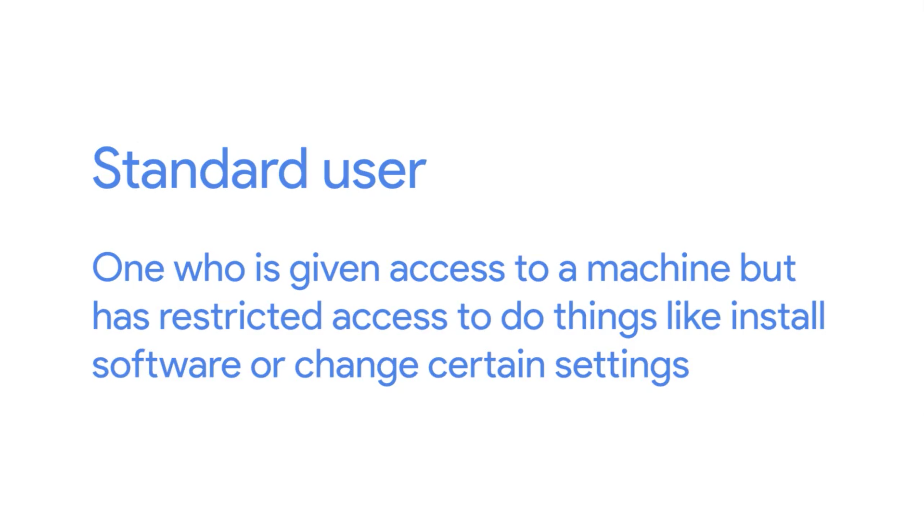 Standard user
One who is given access to a machine but
has restricted access to do things like install
software or change certain settings